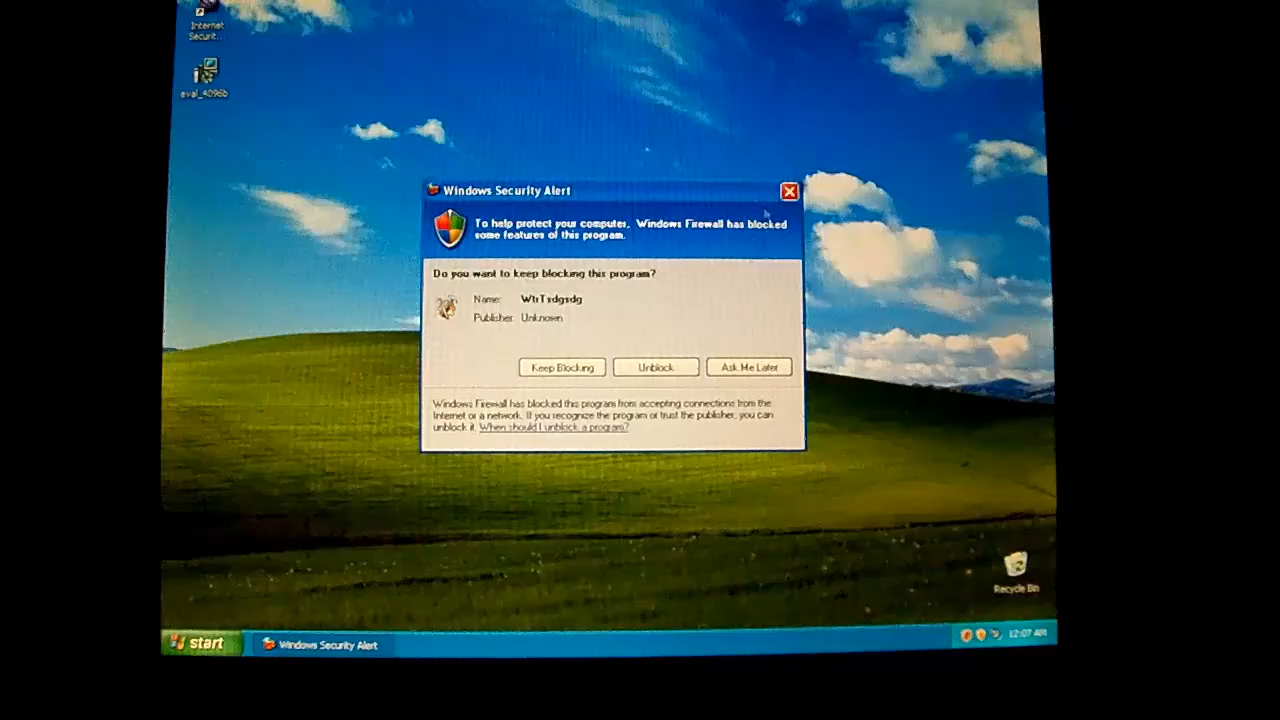 Internet
Securit...
eval_4096b
Windows Security Alert
To help protect your computer, Windows Firewall has blocked
some features of this program.
Do you want to keep blocking this program?
Name: WtrTsdgsdg
Publisher: Unknown
Keep Blocking Unblock Ask Me Later
Windows Firewall has blocked this program from accepting connections from the
Internet or a network. If you recognize the program or trust the publisher, you can
unblock it. When should I unblock a program?
Recycle Bin
start Windows Security Alert 12:07 AM